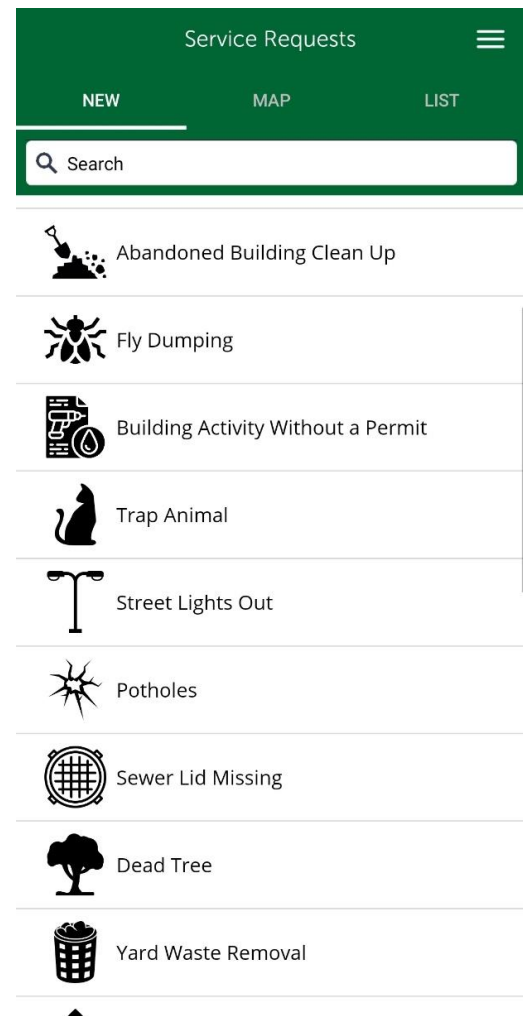 Service Requests
NEW MAP LIST
Search
Abandoned Building Clean Up
Fly Dumping
Building Activity Without a Permit
Trap Animal
Street Lights Out
Potholes
Sewer Lid Missing
Dead Tree
Yard Waste Removal